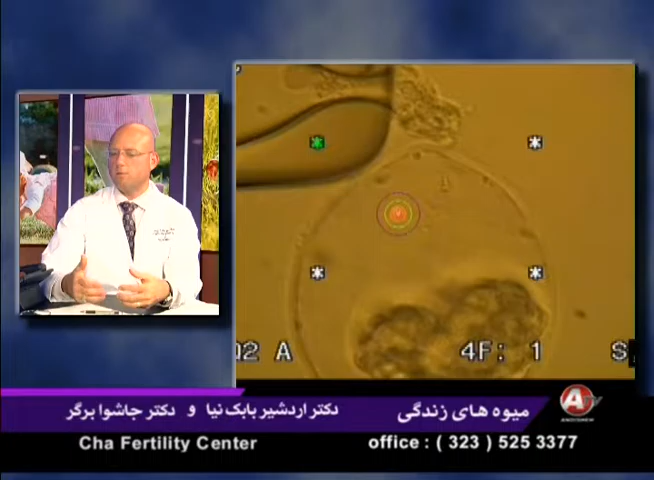 02 A
4F: 1
میوه های زندگی
دکتر اردشیر بابک نیا و دکتر جاشوا برگر
ATV
Cha Fertility Center
office : ( 323 ) 525 3377